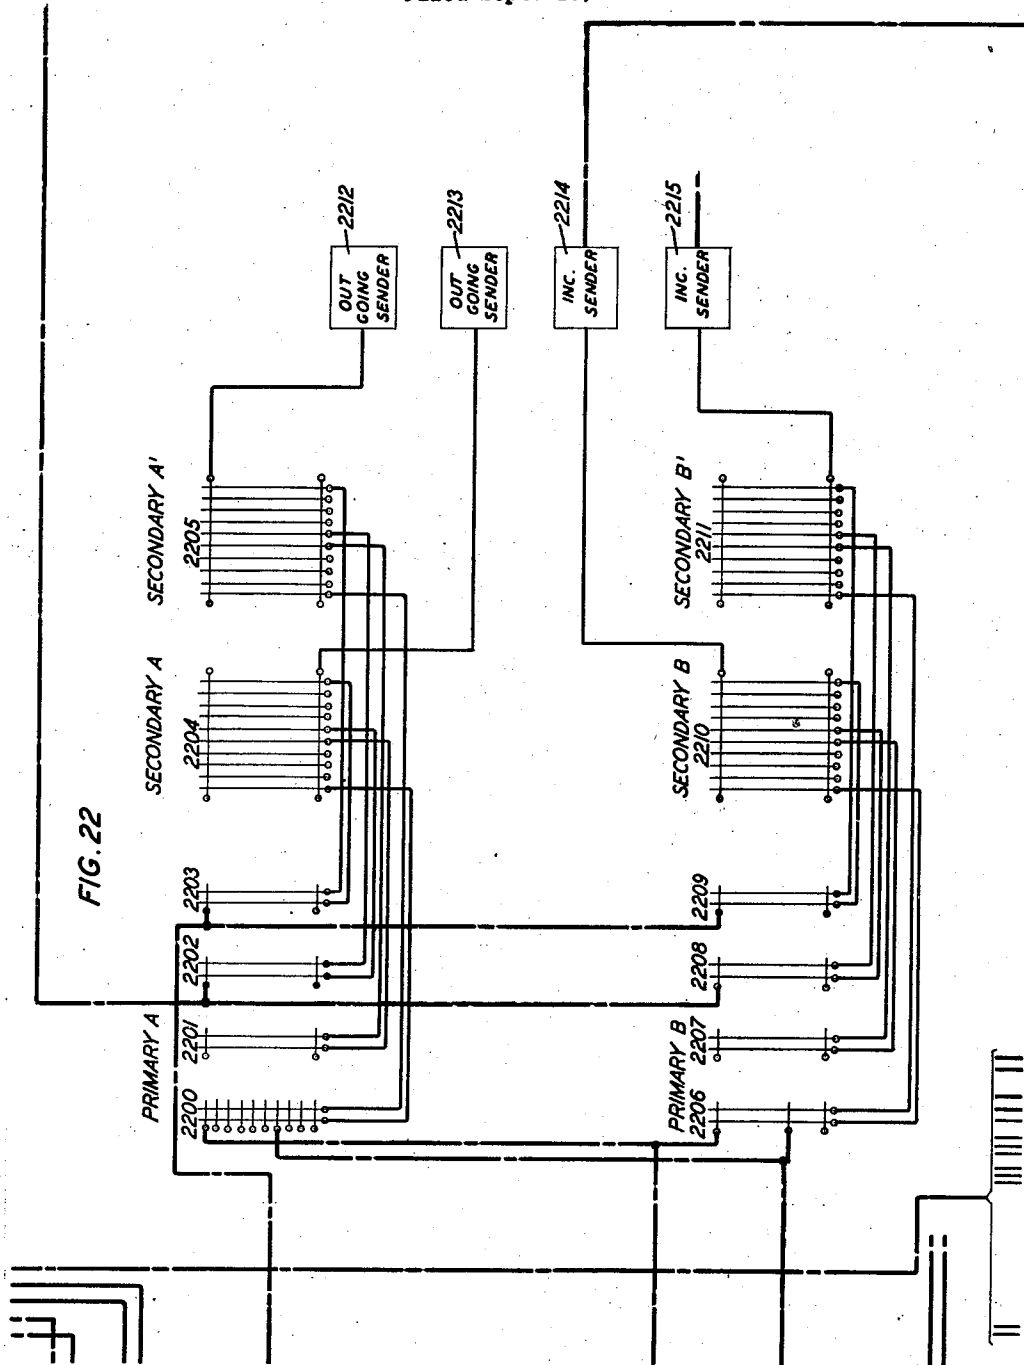 FIG. 22
PRIMARY A
2200
2201
2202
2203
SECONDARY A
2204
SECONDARY A'
2205
OUT
GOING
SENDER
2212
OUT
GOING
SENDER
2213
PRIMARY B
2206
2207
2208
2209
SECONDARY B
2210
SECONDARY B'
2211
INC.
SENDER
2214
INC.
SENDER
2215